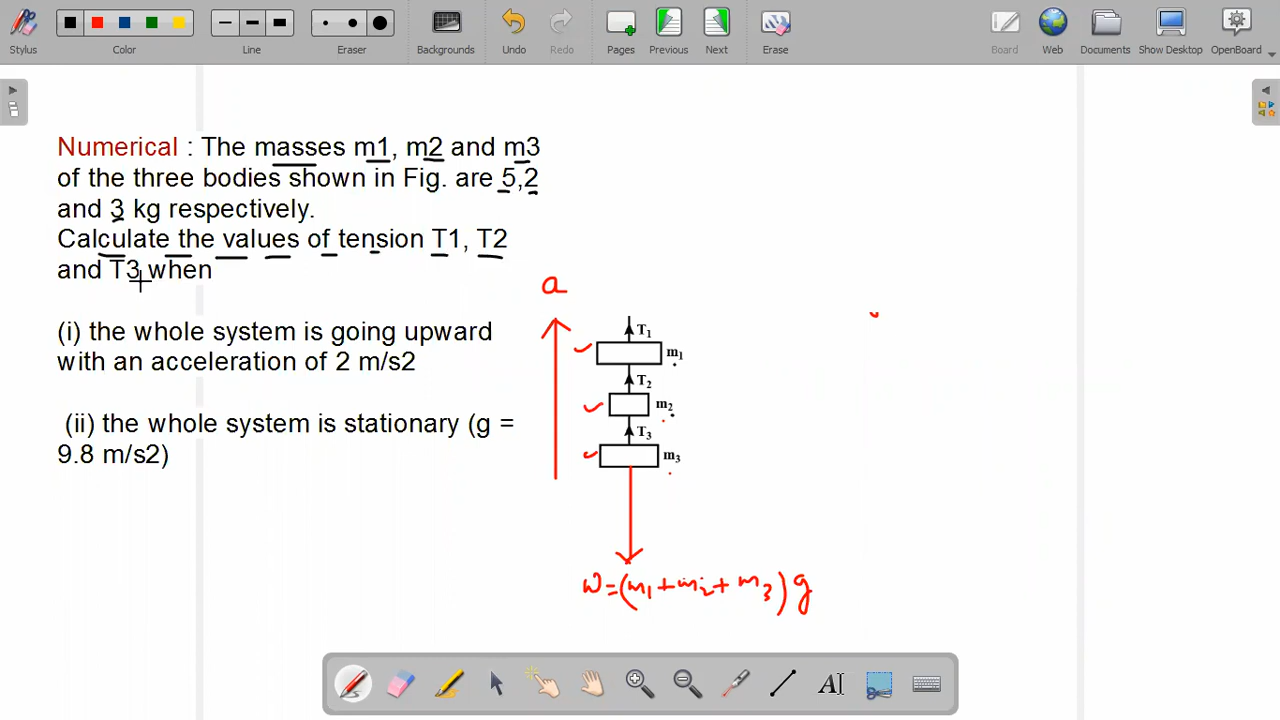 Stylus Color Line Eraser Backgrounds Undo Redo Pages Previous Next Erase Board Web Documents Show Desktop OpenBoard
Numerical : The masses m1, m2 and m3
of the three bodies shown in Fig. are 5,2
and 3 kg respectively.
Calculate the values of tension T1, T2
and T3 when
(i) the whole system is going upward
with an acceleration of 2 m/s2
(ii) the whole system is stationary (g =
9.8 m/s2)
a
T1
m1
T2
m2
T3
m3
W=(m1+m2+m3)g